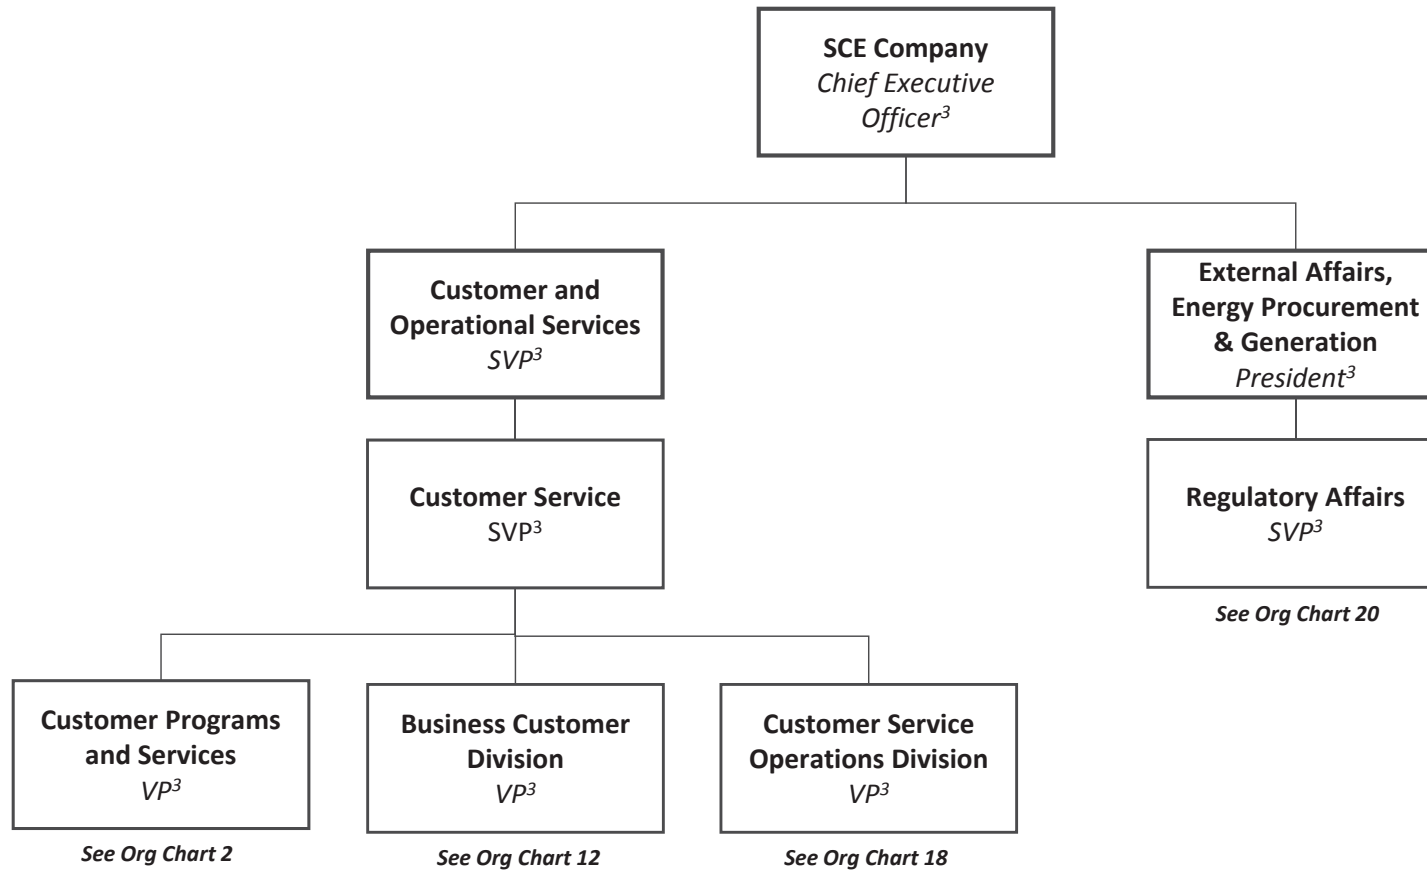 SCE Company
Chief Executive
Officer³
Customer and
Operational Services
SVP³
External Affairs,
Energy Procurement
& Generation
President³
Customer Service
SVP³
Regulatory Affairs
SVP³
See Org Chart 20
Customer Programs
and Services
VP³
See Org Chart 2
Business Customer
Division
VP³
See Org Chart 12
Customer Service
Operations Division
VP³
See Org Chart 18